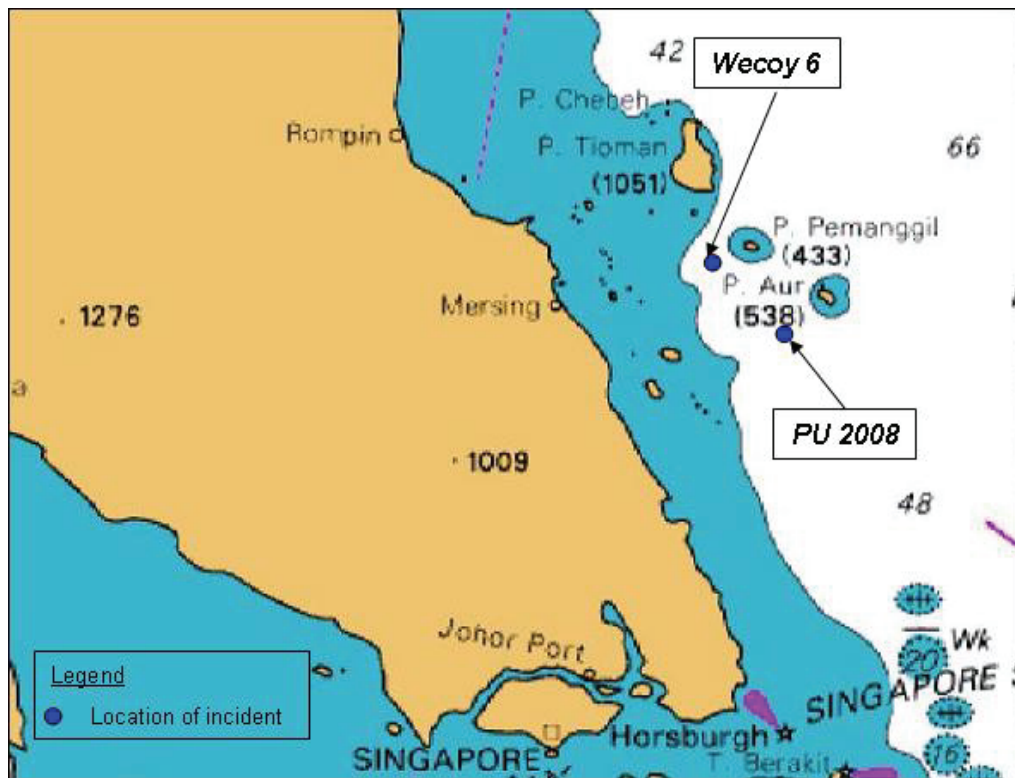 42
Wecoy 6
P. Chebeh
Rompin
P. Tioman
(1051)
66
P. Pemanggil
(433)
P. Aur
(538)
Mersing
1276
a
PU 2008
1009
48
Johor Port
Wk
20
SINGAPORE S
Legend
Location of incident
Horsburgh
SINGAPORE
T. Berakit
16